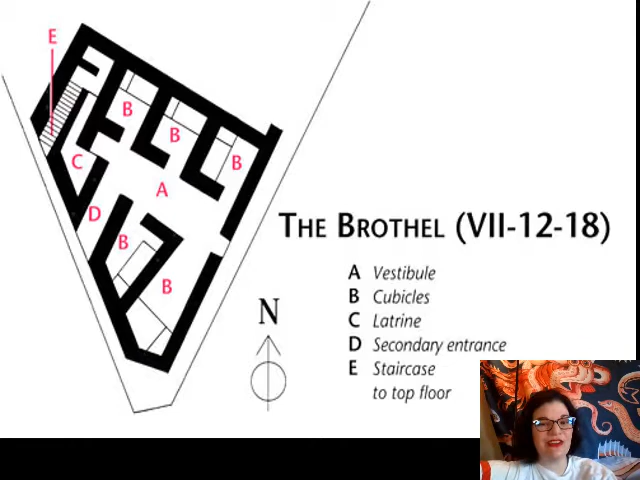 E
B
B
B
C
A
D
B
B
THE BROTHEL (VII-12-18)
A Vestibule
B Cubicles
C Latrine
D Secondary entrance
E Staircase
to top floor
N